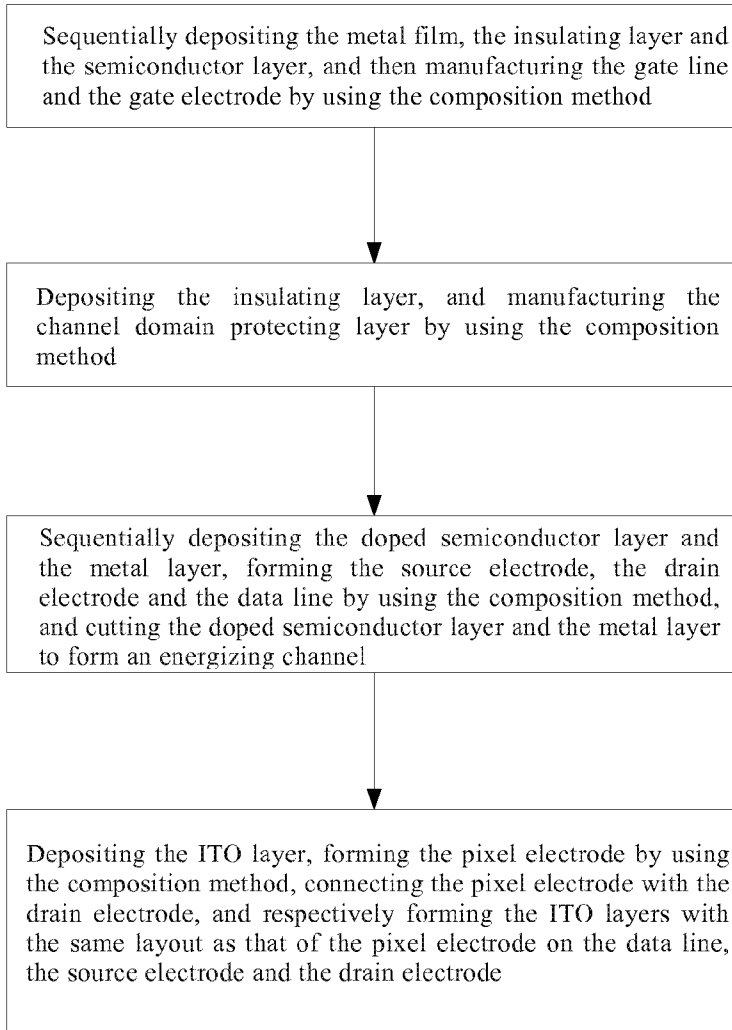 Sequentially depositing the metal film, the insulating layer and
the semiconductor layer, and then manufacturing the gate line
and the gate electrode by using the composition method
Depositing the insulating layer, and manufacturing the
channel domain protecting layer by using the composition
method
Sequentially depositing the doped semiconductor layer and
the metal layer, forming the source electrode, the drain
electrode and the data line by using the composition method,
and cutting the doped semiconductor layer and the metal layer
to form an energizing channel
Depositing the ITO layer, forming the pixel electrode by using
the composition method, connecting the pixel electrode with the
drain electrode, and respectively forming the ITO layers with
the same layout as that of the pixel electrode on the data line,
the source electrode and the drain electrode